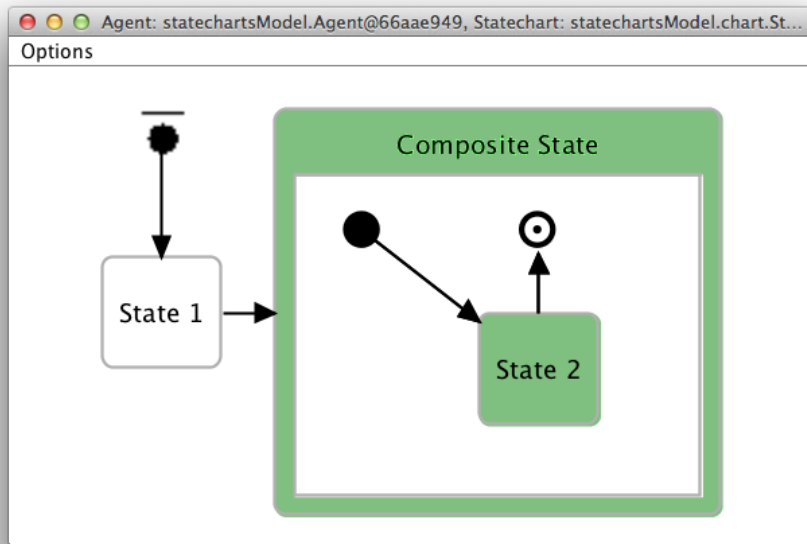 Agent: statechartsModel.Agent@66aae949, Statechart: statechartsModel.chart.St...
Options
Composite State
State 1
State 2